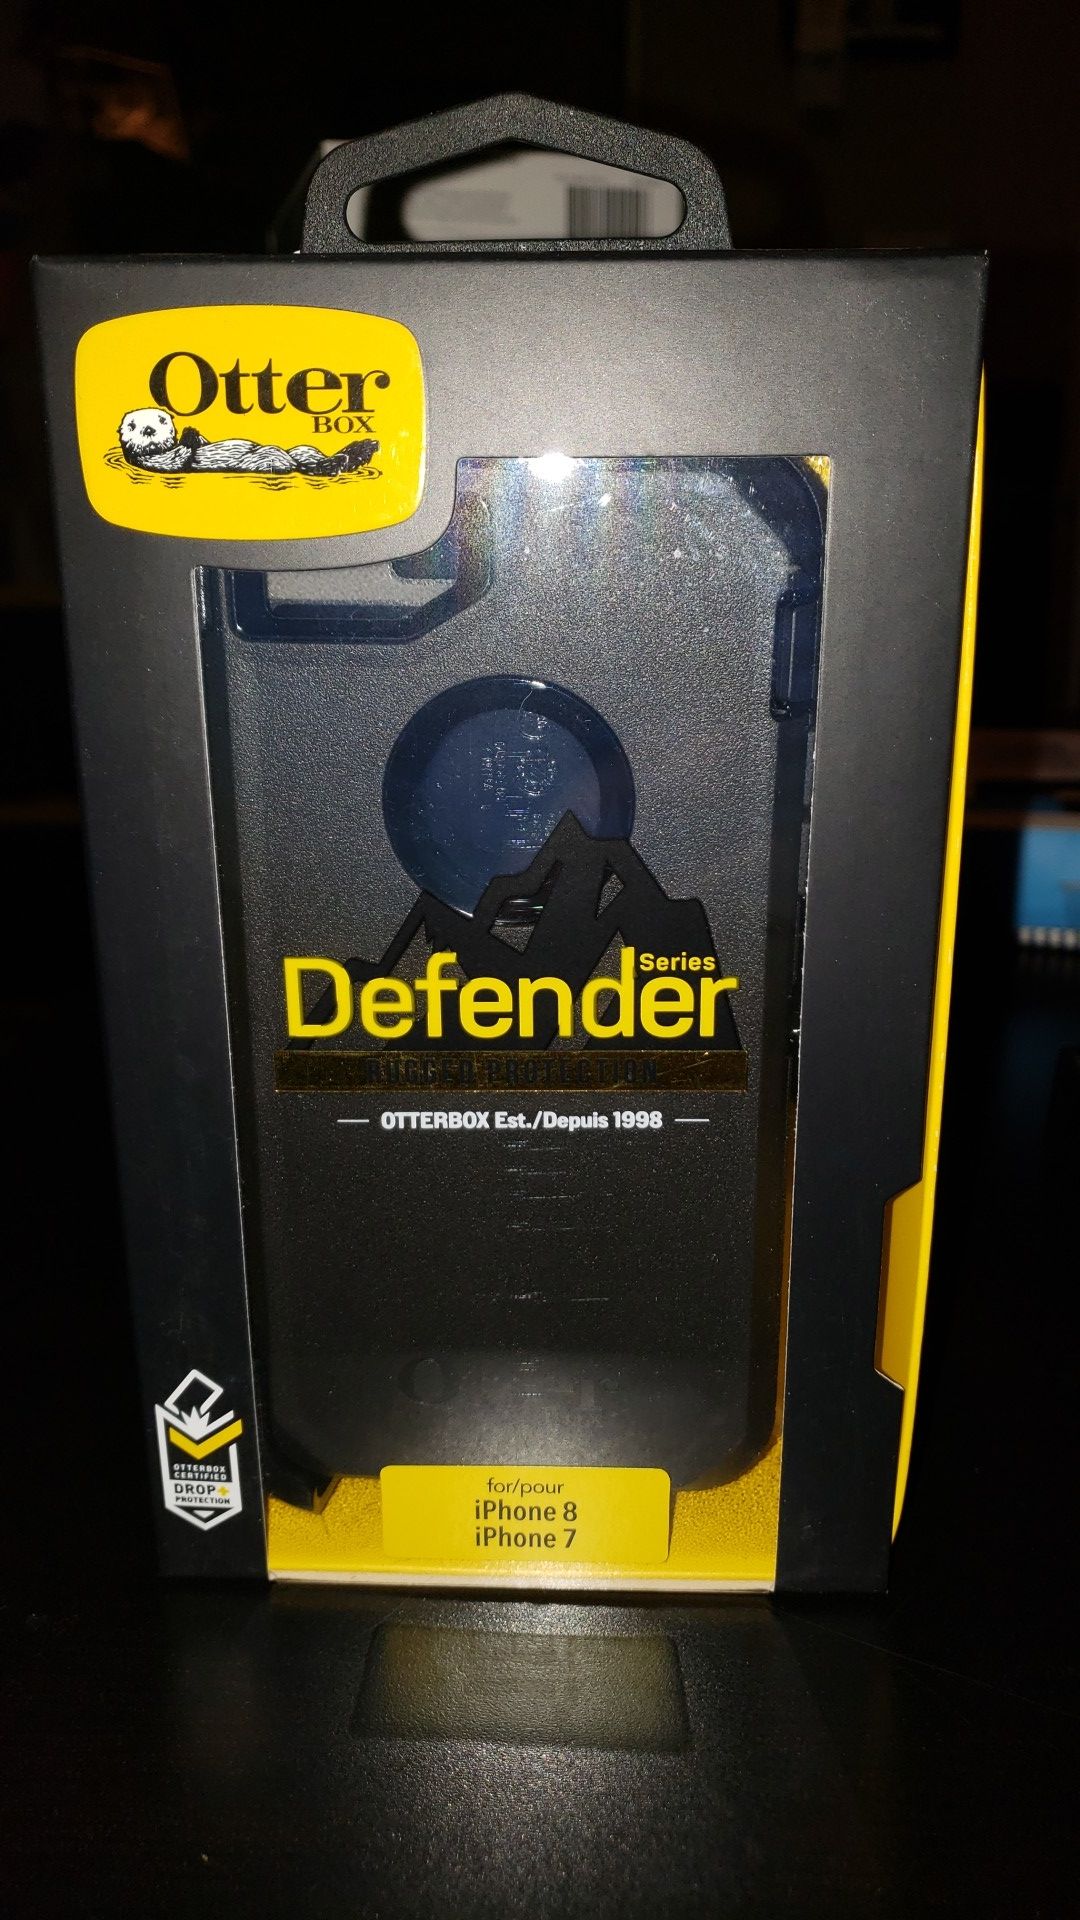 Otter
BOX
Series
Defender
RUGGED PROTECTION
OTTERBOX Est./Depuis 1998
OTTERBOX
CERTIFIED
DROP+
PROTECTION
for/pour
iPhone 8
iPhone 7